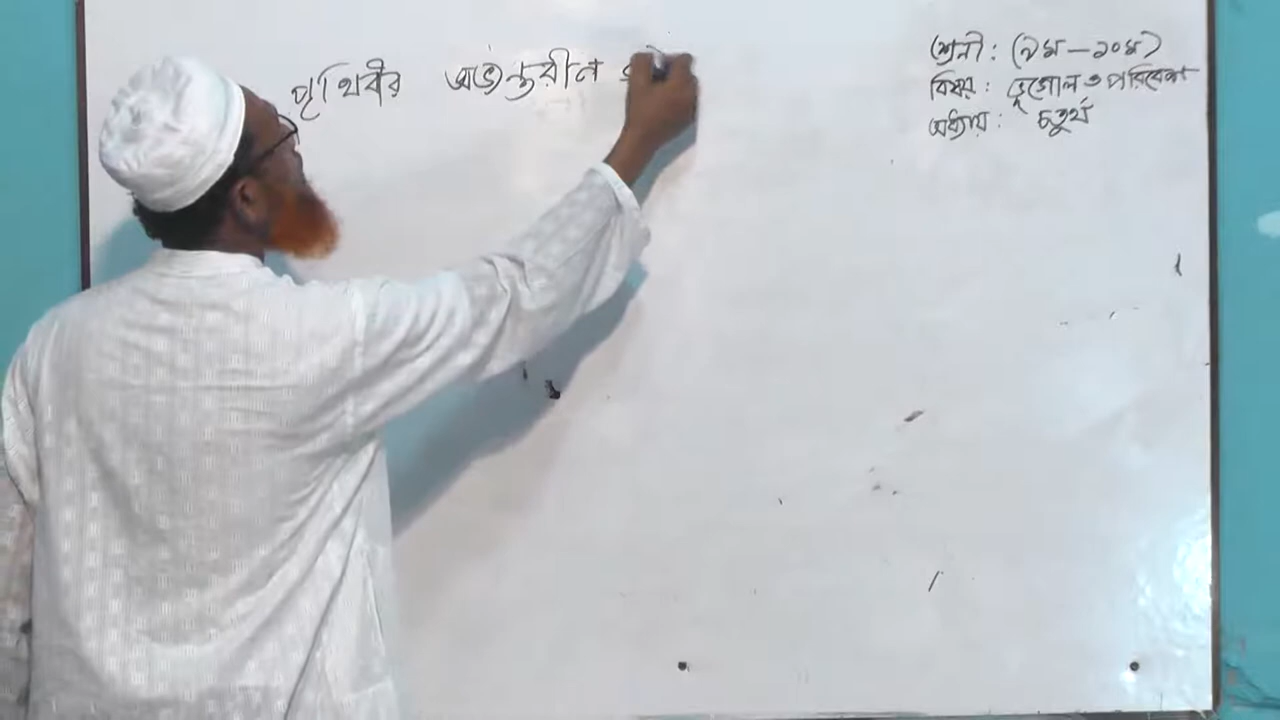 পৃথিবীর অভ্যন্তরীন
শ্রেনী : (৯ম – ১০ম)
বিষয় : ভূগোল ও পরিবেশ
অধ্যায় : চতুর্থ